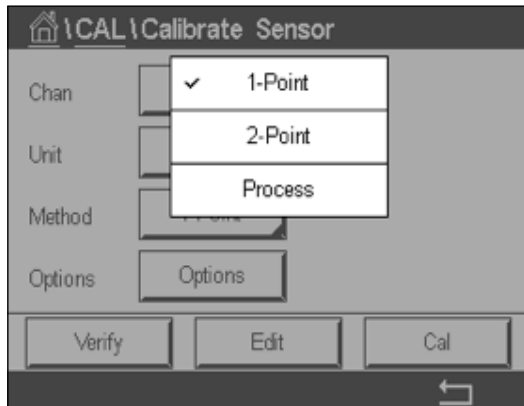 \CAL\Calibrate Sensor
Chan
1-Point
2-Point
Unit
Process
Method
Options Options
Verify Edit Cal